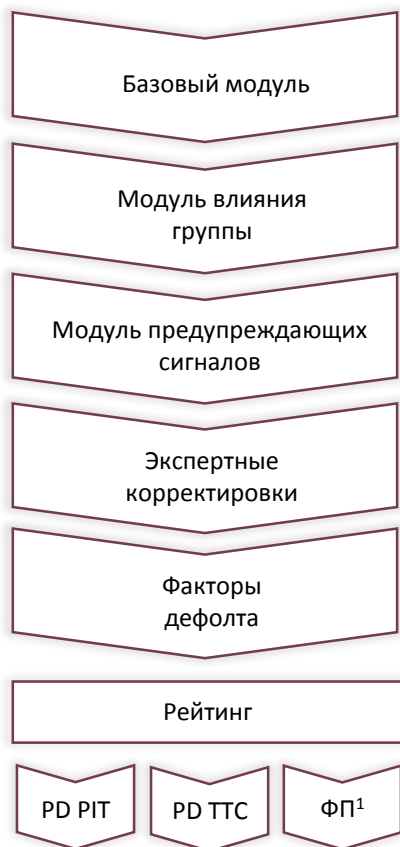 Базовый модуль
Модуль влияния
группы
Модуль предупреждающих
сигналов
Экспертные
корректировки
Факторы
дефолта
Рейтинг
PD PIT
PD TTC
ФП¹